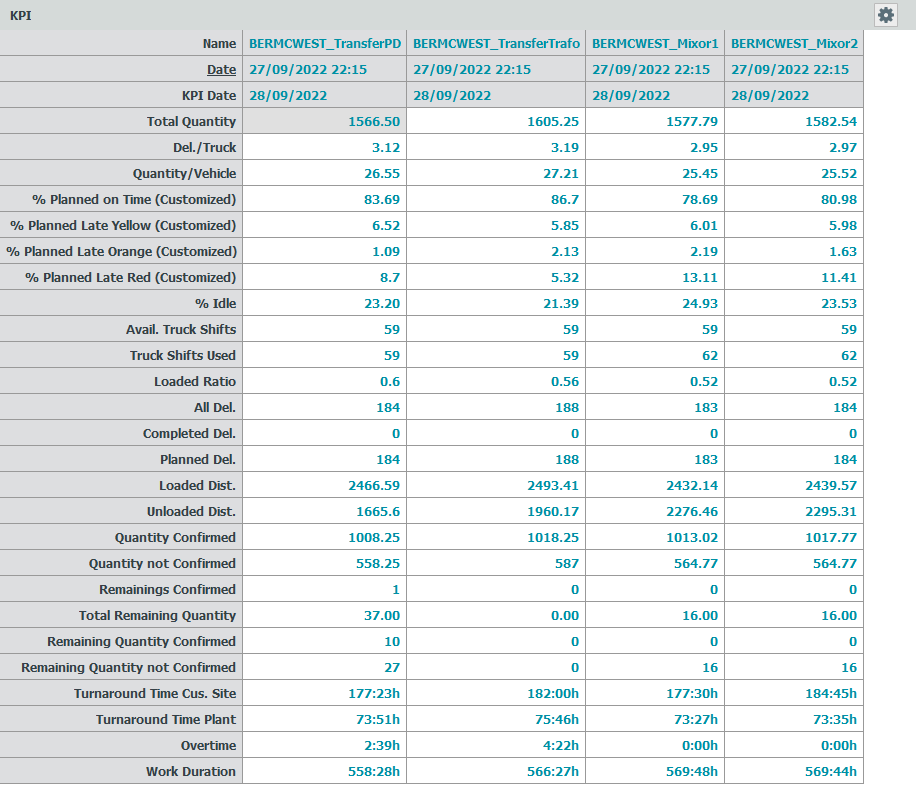 KPI
Name BERMCWEST_TransferPD BERMCWEST_TransferTrafo BERMCWEST_Mixor1 BERMCWEST_Mixor2
Date 27/09/2022 22:15 27/09/2022 22:15 27/09/2022 22:15 27/09/2022 22:15
KPI Date 28/09/2022 28/09/2022 28/09/2022 28/09/2022
Total Quantity 1566.50 1605.25 1577.79 1582.54
Del./Truck 3.12 3.19 2.95 2.97
Quantity/Vehicle 26.55 27.21 25.45 25.52
% Planned on Time (Customized) 83.69 86.7 78.69 80.98
% Planned Late Yellow (Customized) 6.52 5.85 6.01 5.98
% Planned Late Orange (Customized) 1.09 2.13 2.19 1.63
% Planned Late Red (Customized) 8.7 5.32 13.11 11.41
% Idle 23.20 21.39 24.93 23.53
Avail. Truck Shifts 59 59 59 59
Truck Shifts Used 59 59 62 62
Loaded Ratio 0.6 0.56 0.52 0.52
All Del. 184 188 183 184
Completed Del. 0 0 0 0
Planned Del. 184 188 183 184
Loaded Dist. 2466.59 2493.41 2432.14 2439.57
Unloaded Dist. 1665.6 1960.17 2276.46 2295.31
Quantity Confirmed 1008.25 1018.25 1013.02 1017.77
Quantity not Confirmed 558.25 587 564.77 564.77
Remainings Confirmed 1 0 0 0
Total Remaining Quantity 37.00 0.00 16.00 16.00
Remaining Quantity Confirmed 10 0 0 0
Remaining Quantity not Confirmed 27 0 16 16
Turnaround Time Cus. Site 177:23h 182:00h 177:30h 184:45h
Turnaround Time Plant 73:51h 75:46h 73:27h 73:35h
Overtime 2:39h 4:22h 0:00h 0:00h
Work Duration 558:28h 566:27h 569:48h 569:44h